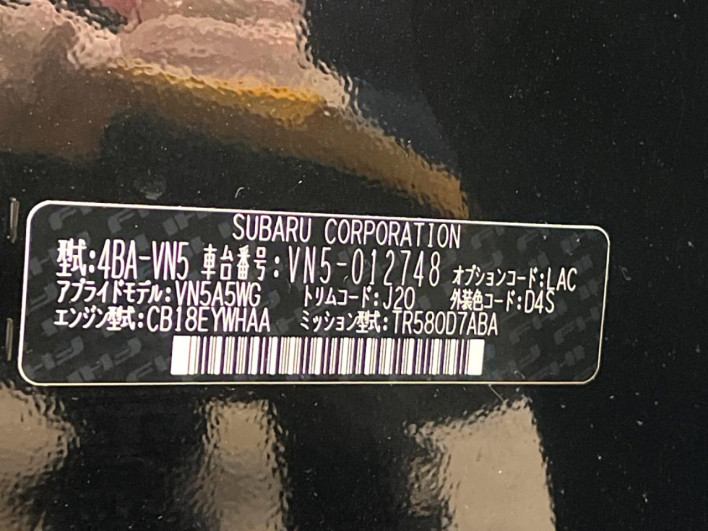 SUBARU CORPORATION
型式:4BA-VN5 車台番号:VN5-012748 オプションコード:LAC
アプライドモデル:VN5A5WG トリムコード:J20 外装色コード:D4S
エンジン型式:CB18EYWHAA ミッション型式:TR580D7ABA